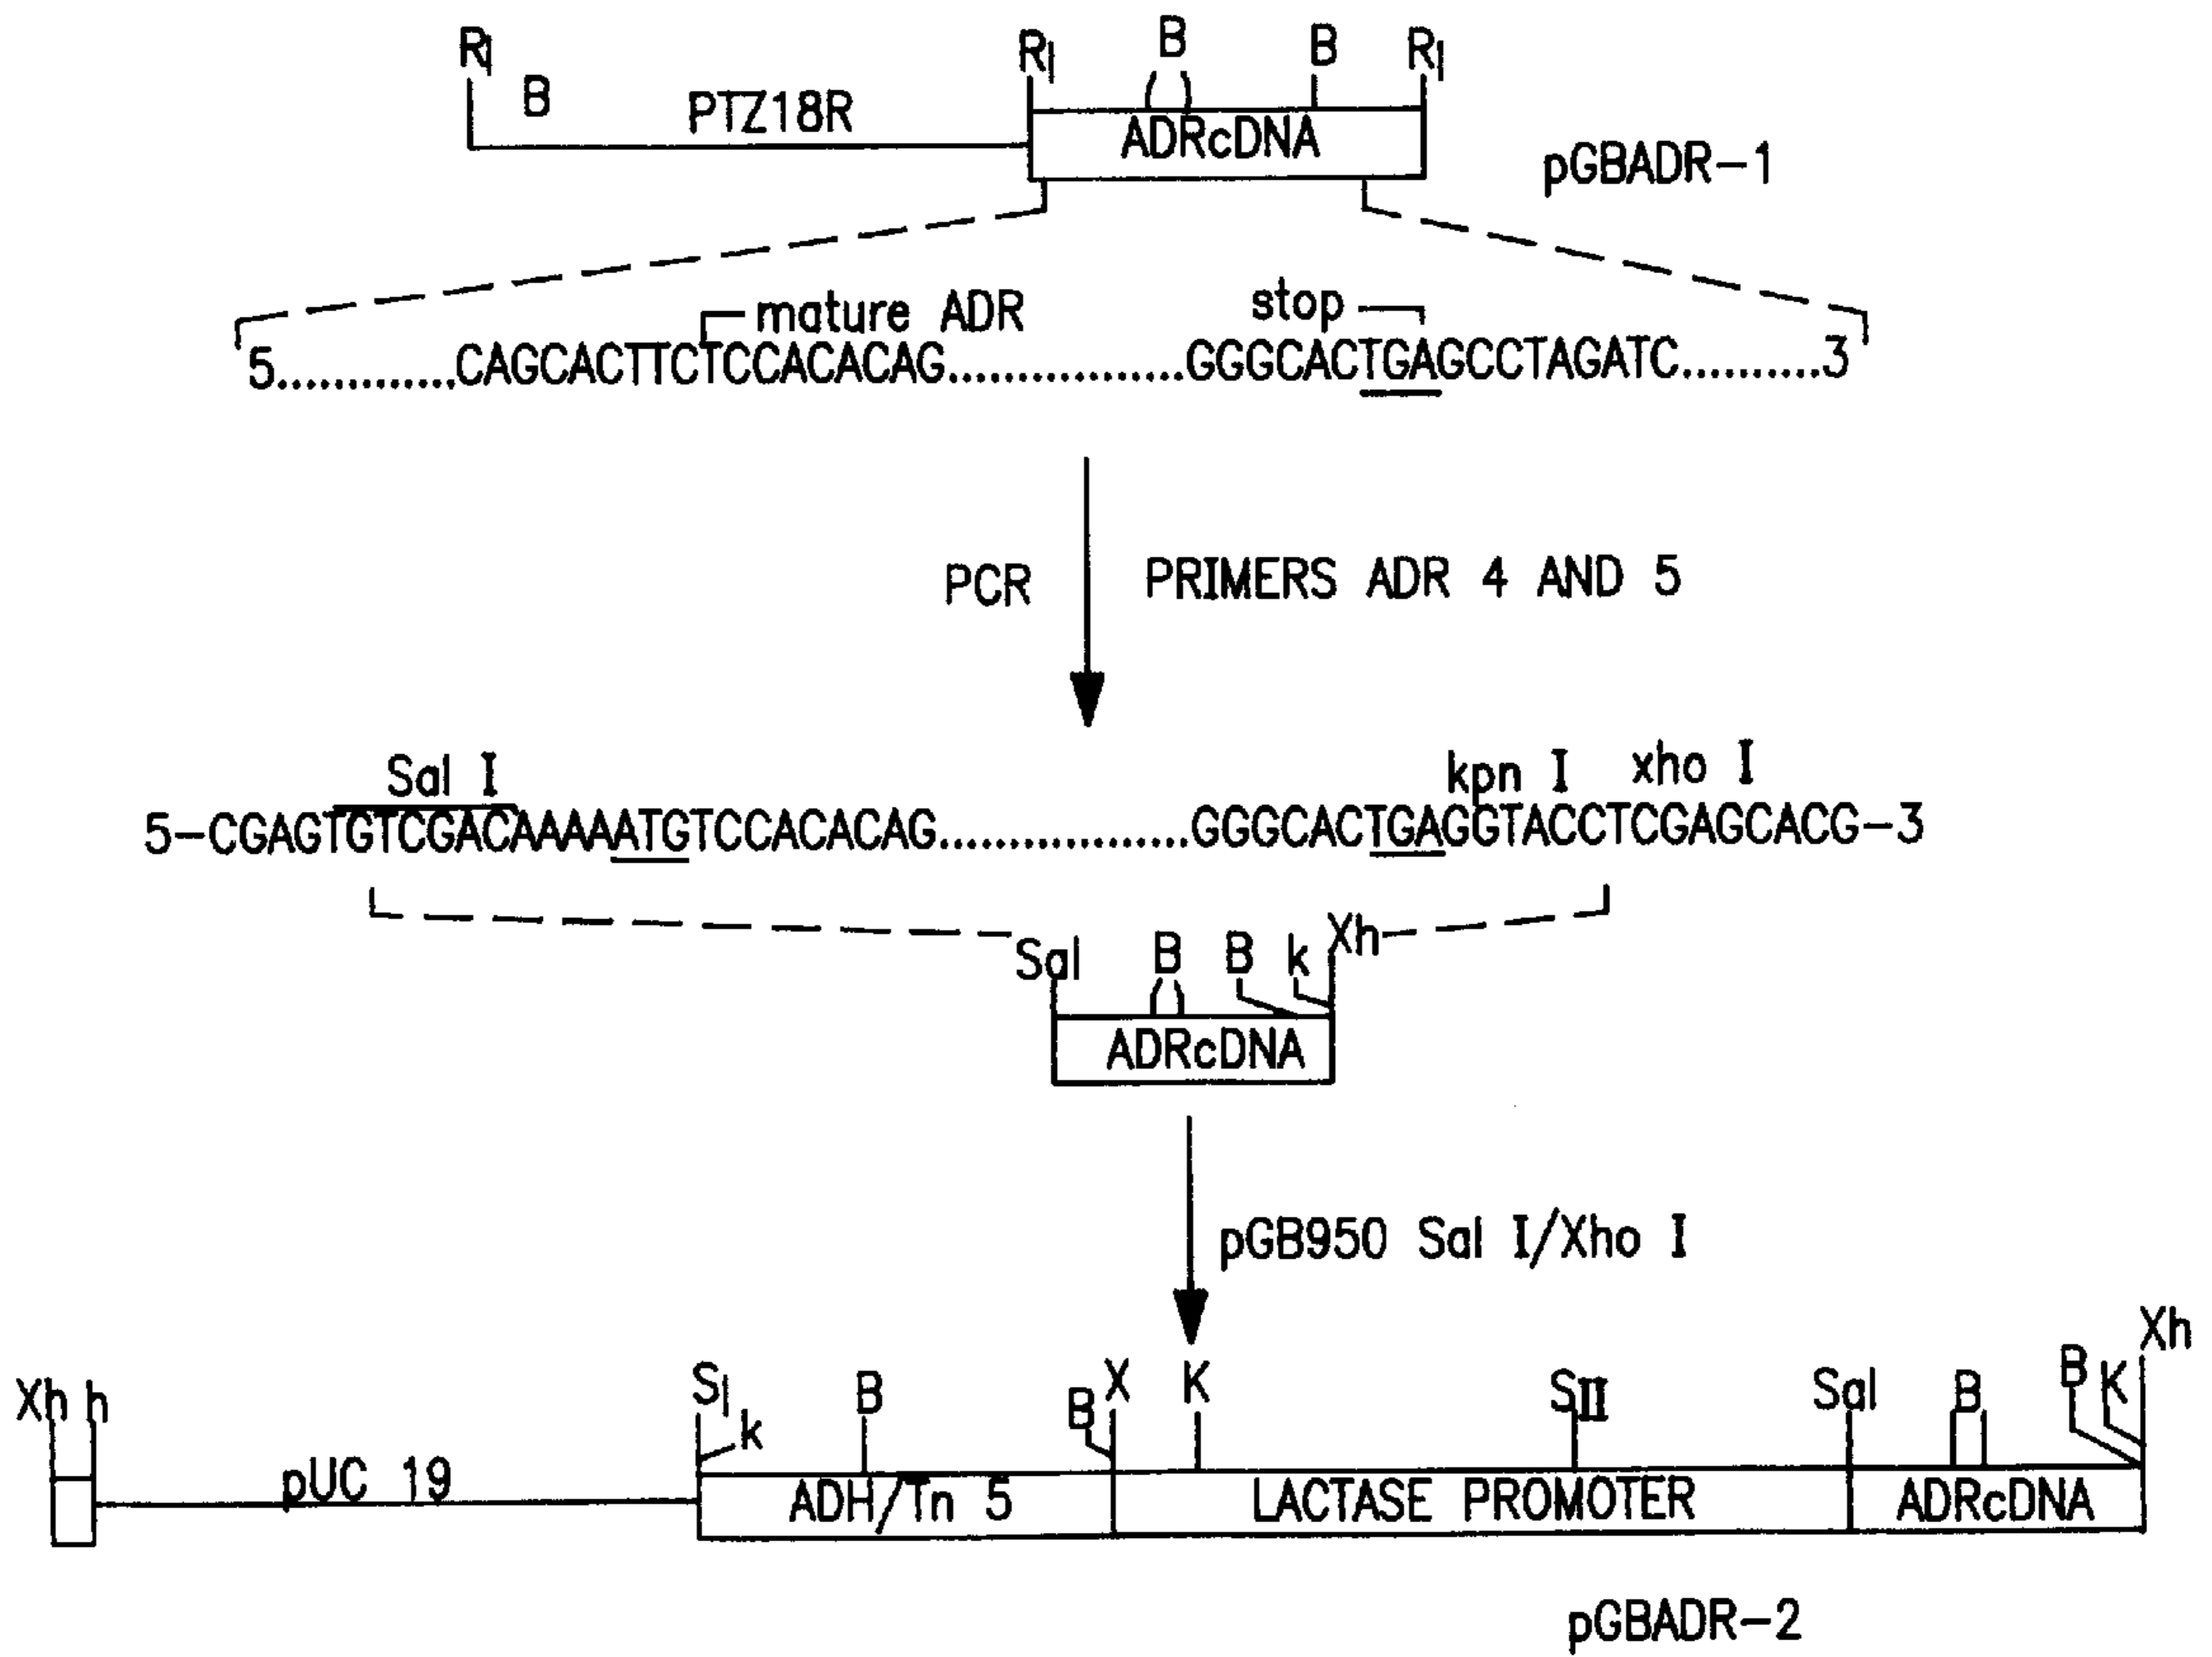 RI B PTZ18R RI B B RI
ADRcDNA
pGBADR-1
mature ADR stop
5.............CAGCACTTCTCCACACAG.................GGGCACTGAGCCTAGATC..........3
PCR PRIMERS ADR 4 AND 5
Sal I kpn I xho I
5-CGAGTGTCGACAAAAATGTCCACACAG..................GGGCACTGAGGTACCTCGAGCACG-3
Sal B B k Xh
ADRcDNA
pGB950 Sal I/Xho I
Xh h SI k B B X K SII Sal B B K Xh
pUC 19 ADH/Tn 5 LACTASE PROMOTER ADRcDNA
pGBADR-2